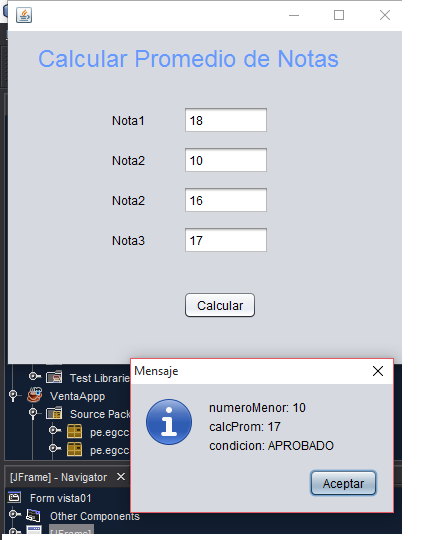 Calcular Promedio de Notas
Nota1 18
Nota2 10
Nota2 16
Nota3 17
Calcular
Test Libraries
VentaAppp
Source Pack
pe.egcc
pe.egcc
Mensaje
numeroMenor: 10
calcProm: 17
condicion: APROBADO
Aceptar
[JFrame] - Navigator
Form vista01
Other Components
[JFrame]